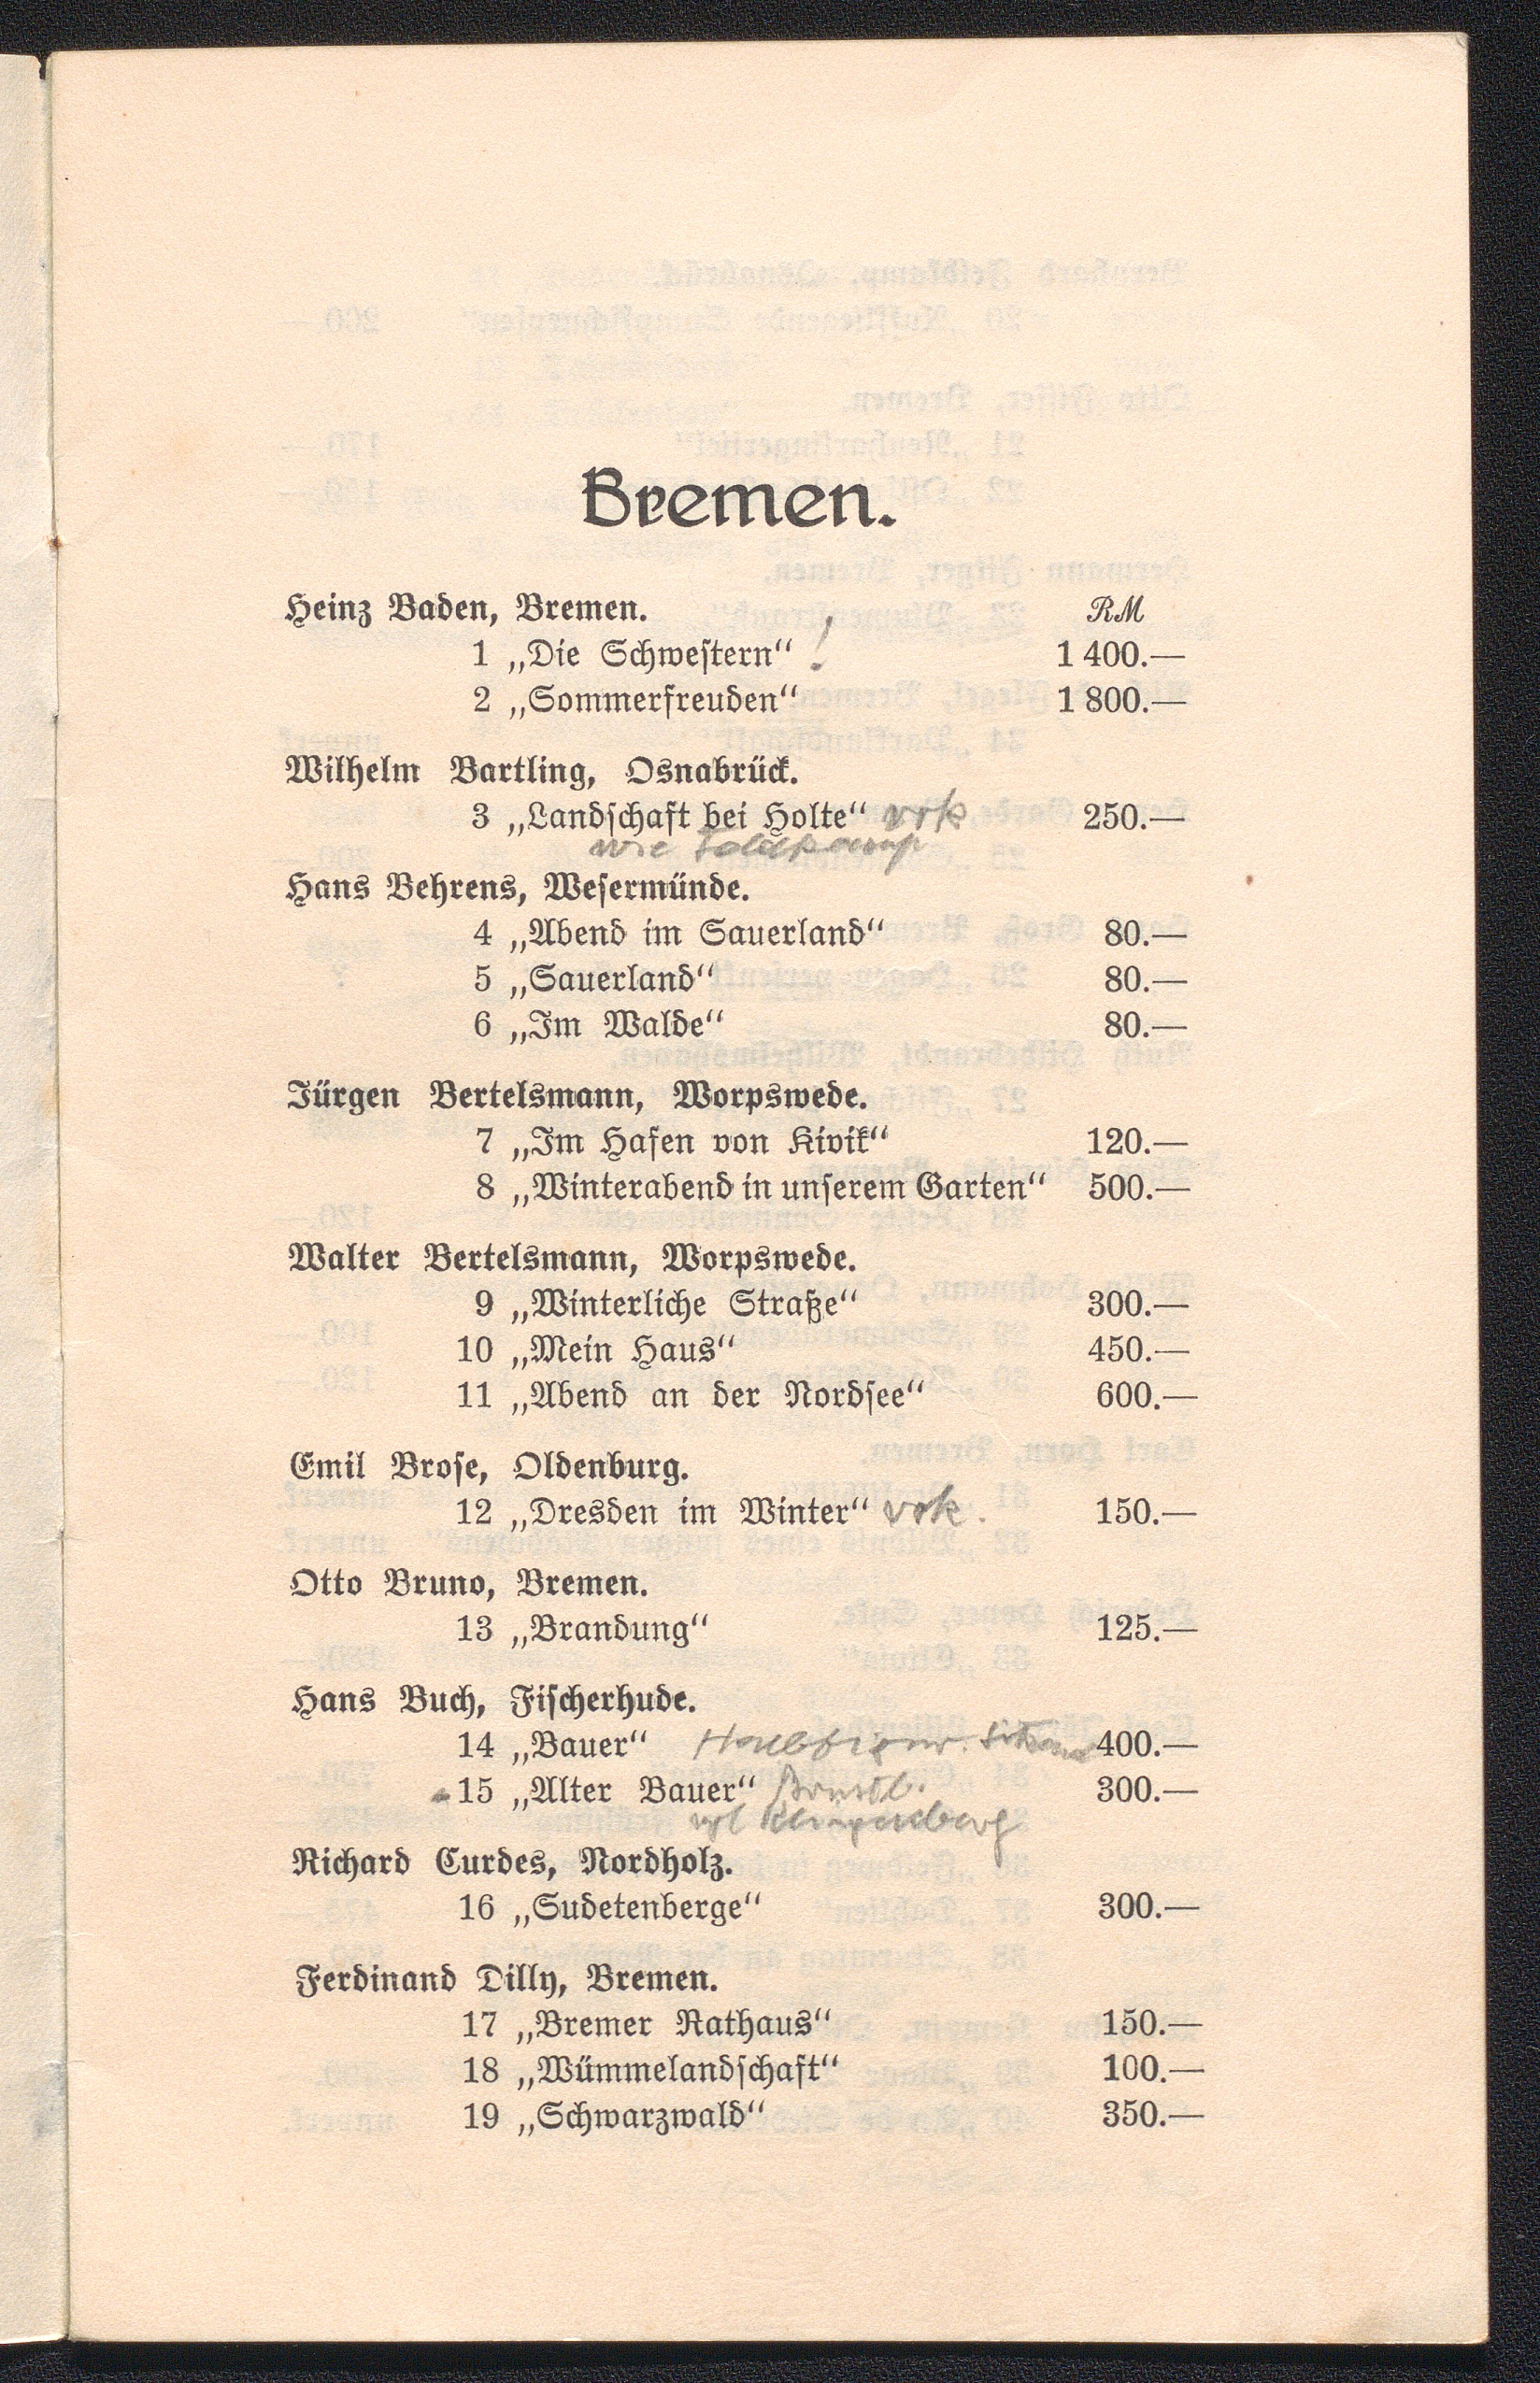 Bremen.
Heinz Baden, Bremen. RM
1 „Die Schwestern“ ! 1 400.—
2 „Sommerfreuden“ 1 800.—
Wilhelm Bartling, Osnabrück.
3 „Landschaft bei Holte“ vrk 250.—
wie Feldkamp
Hans Behrens, Wesermünde.
4 „Abend im Sauerland“ 80.—
5 „Sauerland“ 80.—
6 „Im Walde“ 80.—
Jürgen Bertelsmann, Worpswede.
7 „Im Hafen von Kivik“ 120.—
8 „Winterabend in unserem Garten“ 500.—
Walter Bertelsmann, Worpswede.
9 „Winterliche Straße“ 300.—
10 „Mein Haus“ 450.—
11 „Abend an der Nordsee“ 600.—
Emil Brose, Oldenburg.
12 „Dresden im Winter“ vrk. 150.—
Otto Bruno, Bremen.
13 „Brandung“ 125.—
Hans Buch, Fischerhude.
14 „Bauer“ Halbfigur. 400.—
15 „Alter Bauer“ Brustb. 300.—
vgl
Richard Curdes, Nordholz.
16 „Sudetenberge“ 300.—
Ferdinand Dilly, Bremen.
17 „Bremer Rathaus“ 150.—
18 „Wümmelandschaft“ 100.—
19 „Schwarzwald“ 350.—